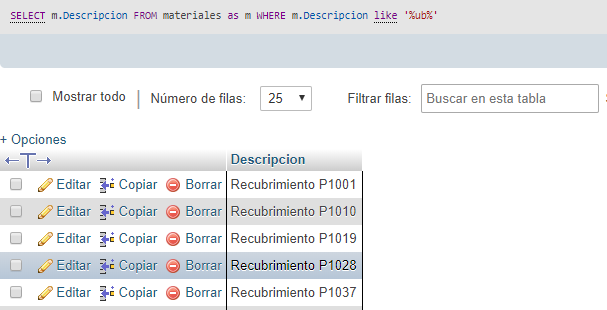 SELECT m.Descripcion FROM materiales as m WHERE m.Descripcion like '%ub%'
Mostrar todo | Número de filas: 25 Filtrar filas: Buscar en esta tabla
+ Opciones
←T→ Descripcion
Editar Copiar Borrar Recubrimiento P1001
Editar Copiar Borrar Recubrimiento P1010
Editar Copiar Borrar Recubrimiento P1019
Editar Copiar Borrar Recubrimiento P1028
Editar Copiar Borrar Recubrimiento P1037